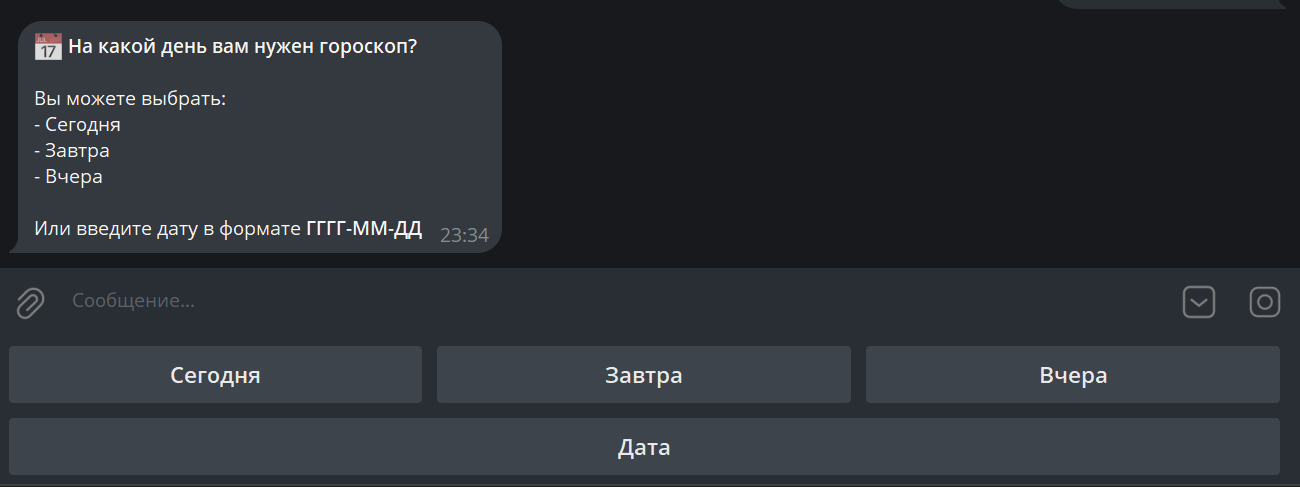 На какой день вам нужен гороскоп?
Вы можете выбрать:
- Сегодня
- Завтра
- Вчера
Или введите дату в формате ГГГГ-ММ-ДД
23:34
Сообщение...
Сегодня
Завтра
Вчера
Дата